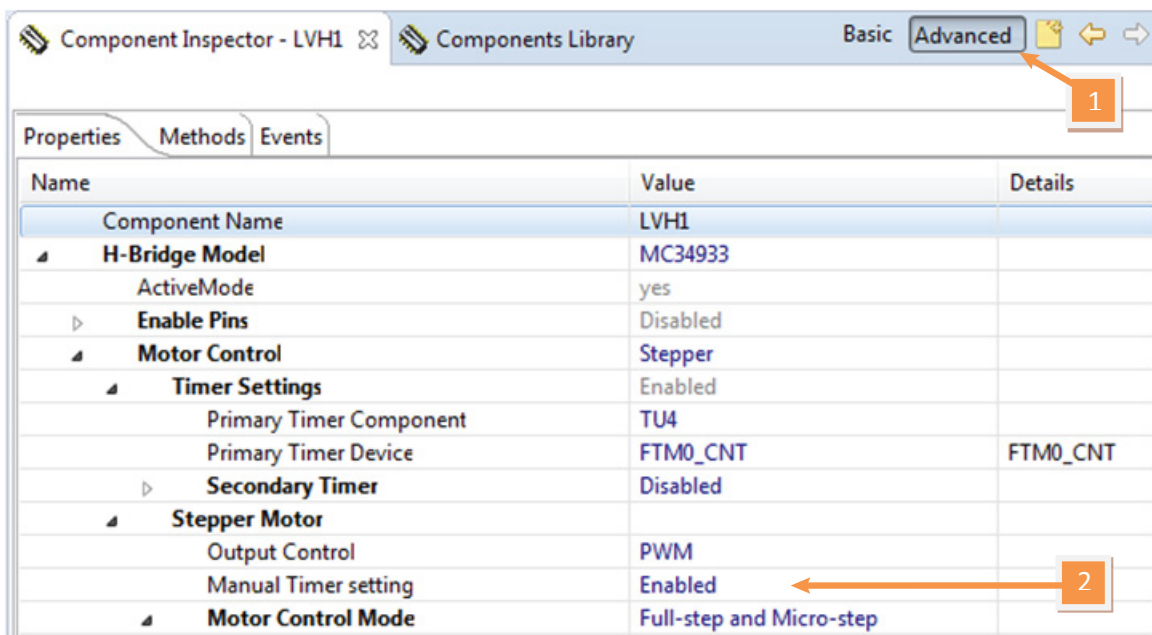 Component Inspector - LVH1 Components Library Basic Advanced
1
Properties Methods Events
Name Value Details
Component Name LVH1
H-Bridge Model MC34933
ActiveMode yes
Enable Pins Disabled
Motor Control Stepper
Timer Settings Enabled
Primary Timer Component TU4
Primary Timer Device FTM0_CNT FTM0_CNT
Secondary Timer Disabled
Stepper Motor
Output Control PWM
Manual Timer setting Enabled 2
Motor Control Mode Full-step and Micro-step